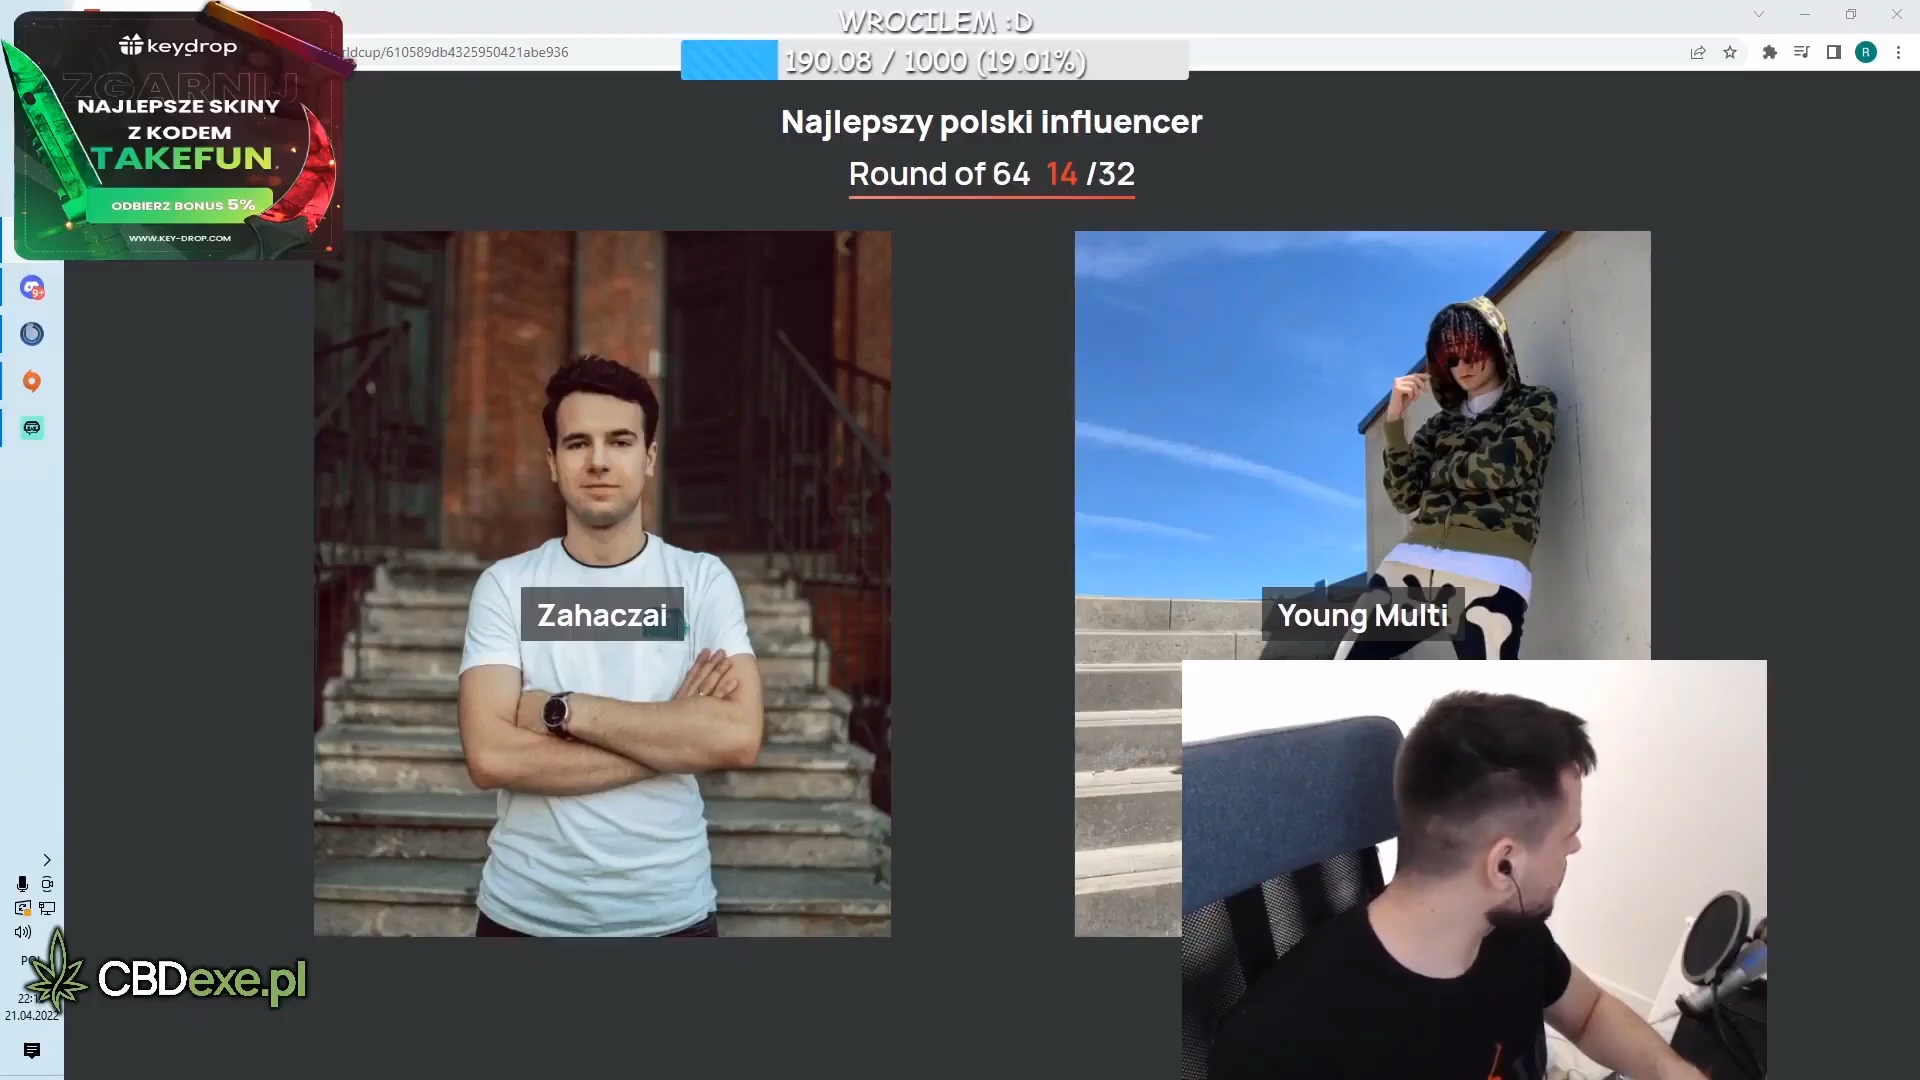 WROCILEM :D
190.08 / 1000 (19.01%)
rldcup/610589db4325950421abe936
R
keydrop
ZGARNIJ
NAJLEPSZE SKINY
Z KODEM
TAKEFUN
ODBIERZ BONUS 5%
WWW.KEY-DROP.COM
Najlepszy polski influencer
Round of 64 14 /32
9+
Zahaczai
Young Multi
CBDexe.pl
21.04.2022